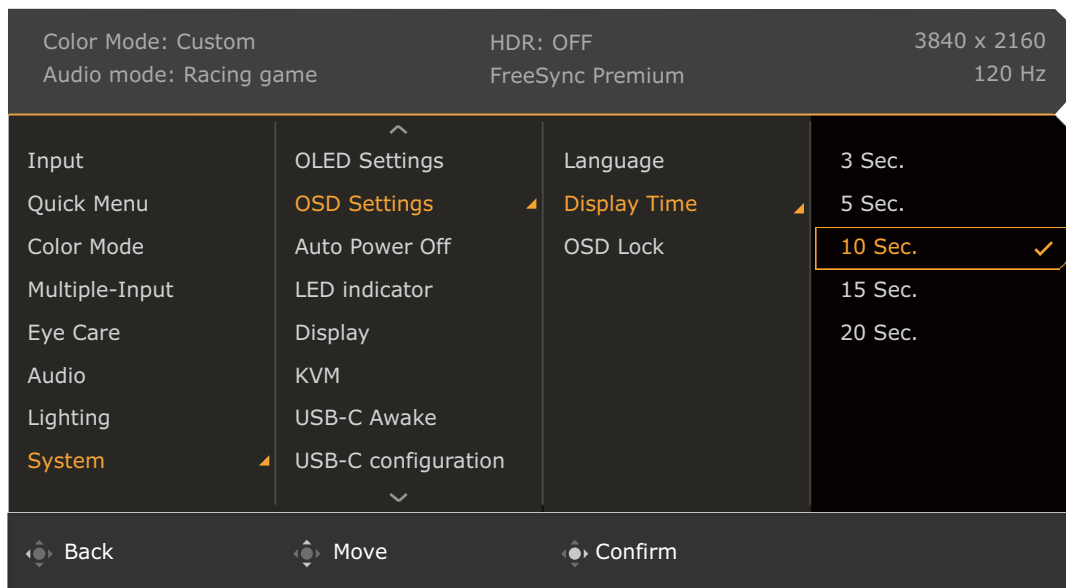 Color Mode: Custom
HDR: OFF
3840 x 2160
Audio mode: Racing game
FreeSync Premium
120 Hz
Input
Quick Menu
Color Mode
Multiple-Input
Eye Care
Audio
Lighting
System
OLED Settings
OSD Settings
Auto Power Off
LED indicator
Display
KVM
USB-C Awake
USB-C configuration
Language
Display Time
OSD Lock
3 Sec.
5 Sec.
10 Sec.
15 Sec.
20 Sec.
Back
Move
Confirm